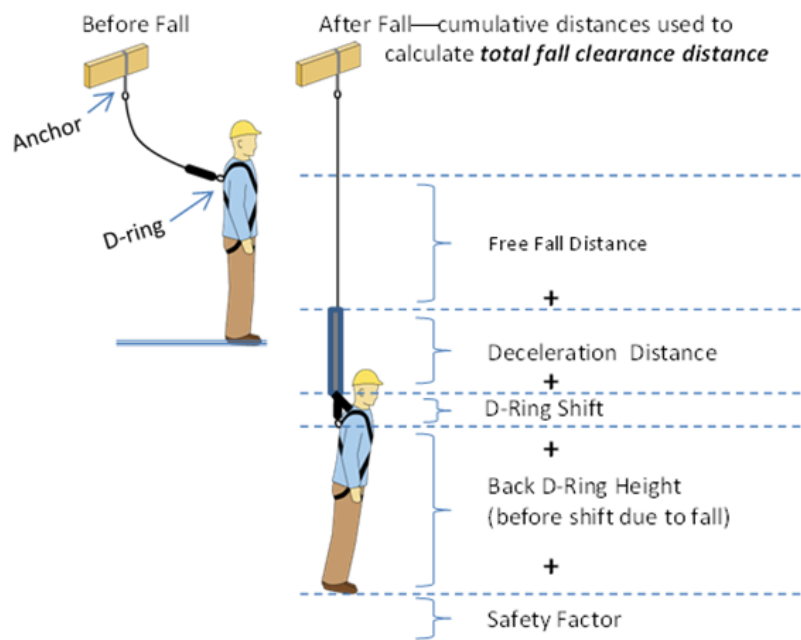 Before Fall
After Fall—cumulative distances used to
calculate total fall clearance distance
Anchor
D-ring
Free Fall Distance
+
Deceleration Distance
+
D-Ring Shift
+
Back D-Ring Height
(before shift due to fall)
+
Safety Factor